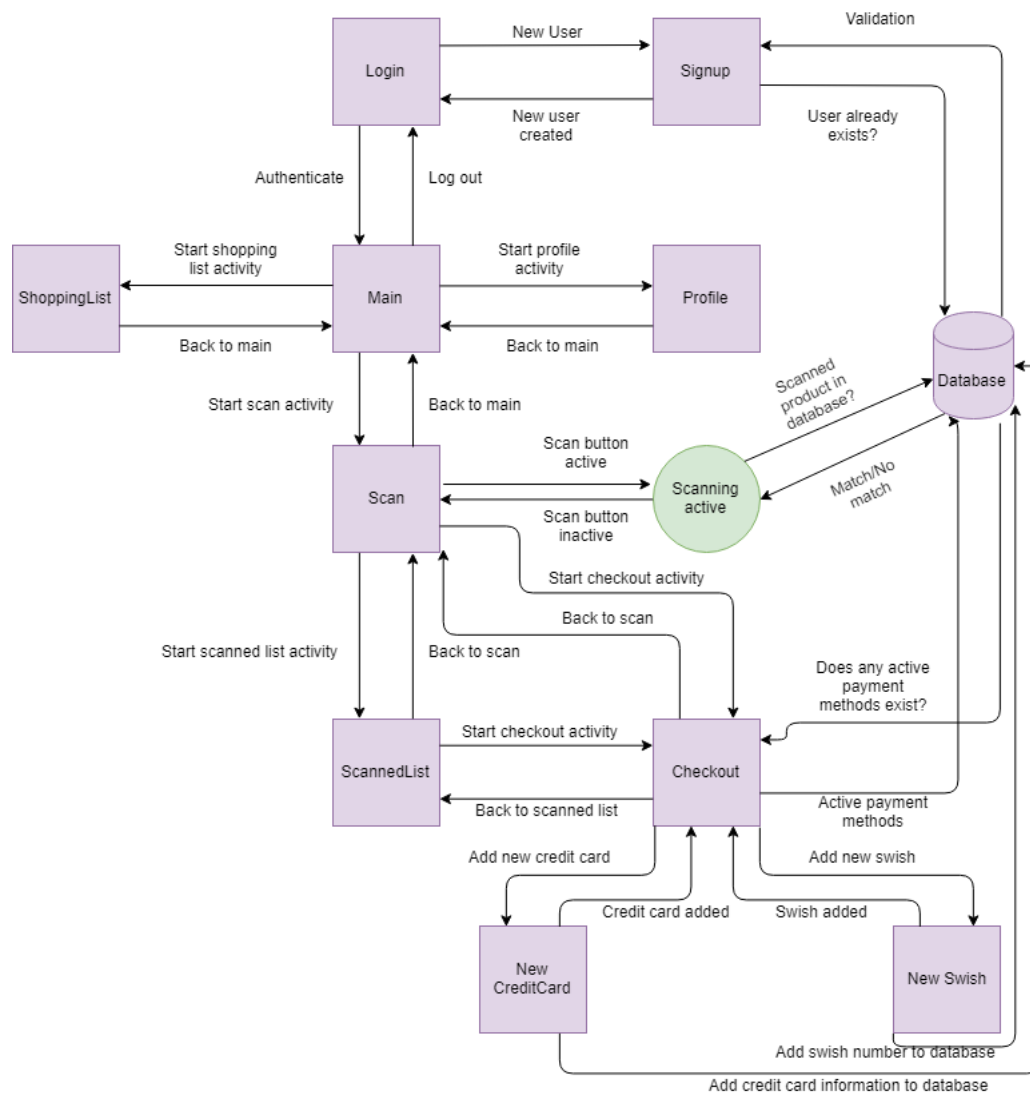 New User
Validation
Login
Signup
New user
created
User already
exists?
Authenticate
Log out
Start shopping
list activity
Start profile
activity
ShoppingList
Main
Profile
Back to main
Back to main
Database
Scanned
product in
database?
Start scan activity
Back to main
Scan button
active
Match/No
match
Scan
Scanning
active
Scan button
inactive
Start checkout activity
Back to scan
Start scanned list activity
Back to scan
Does any active
payment
methods exist?
Start checkout activity
ScannedList
Checkout
Back to scanned list
Active payment
methods
Add new credit card
Add new swish
Credit card added
Swish added
New
CreditCard
New Swish
Add swish number to database
Add credit card information to database